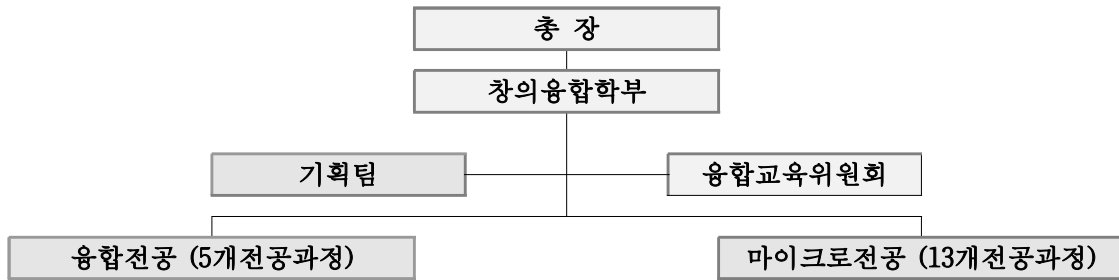 총 장
창의융합학부
기획팀
융합교육위원회
융합전공 (5개전공과정)
마이크로전공 (13개전공과정)